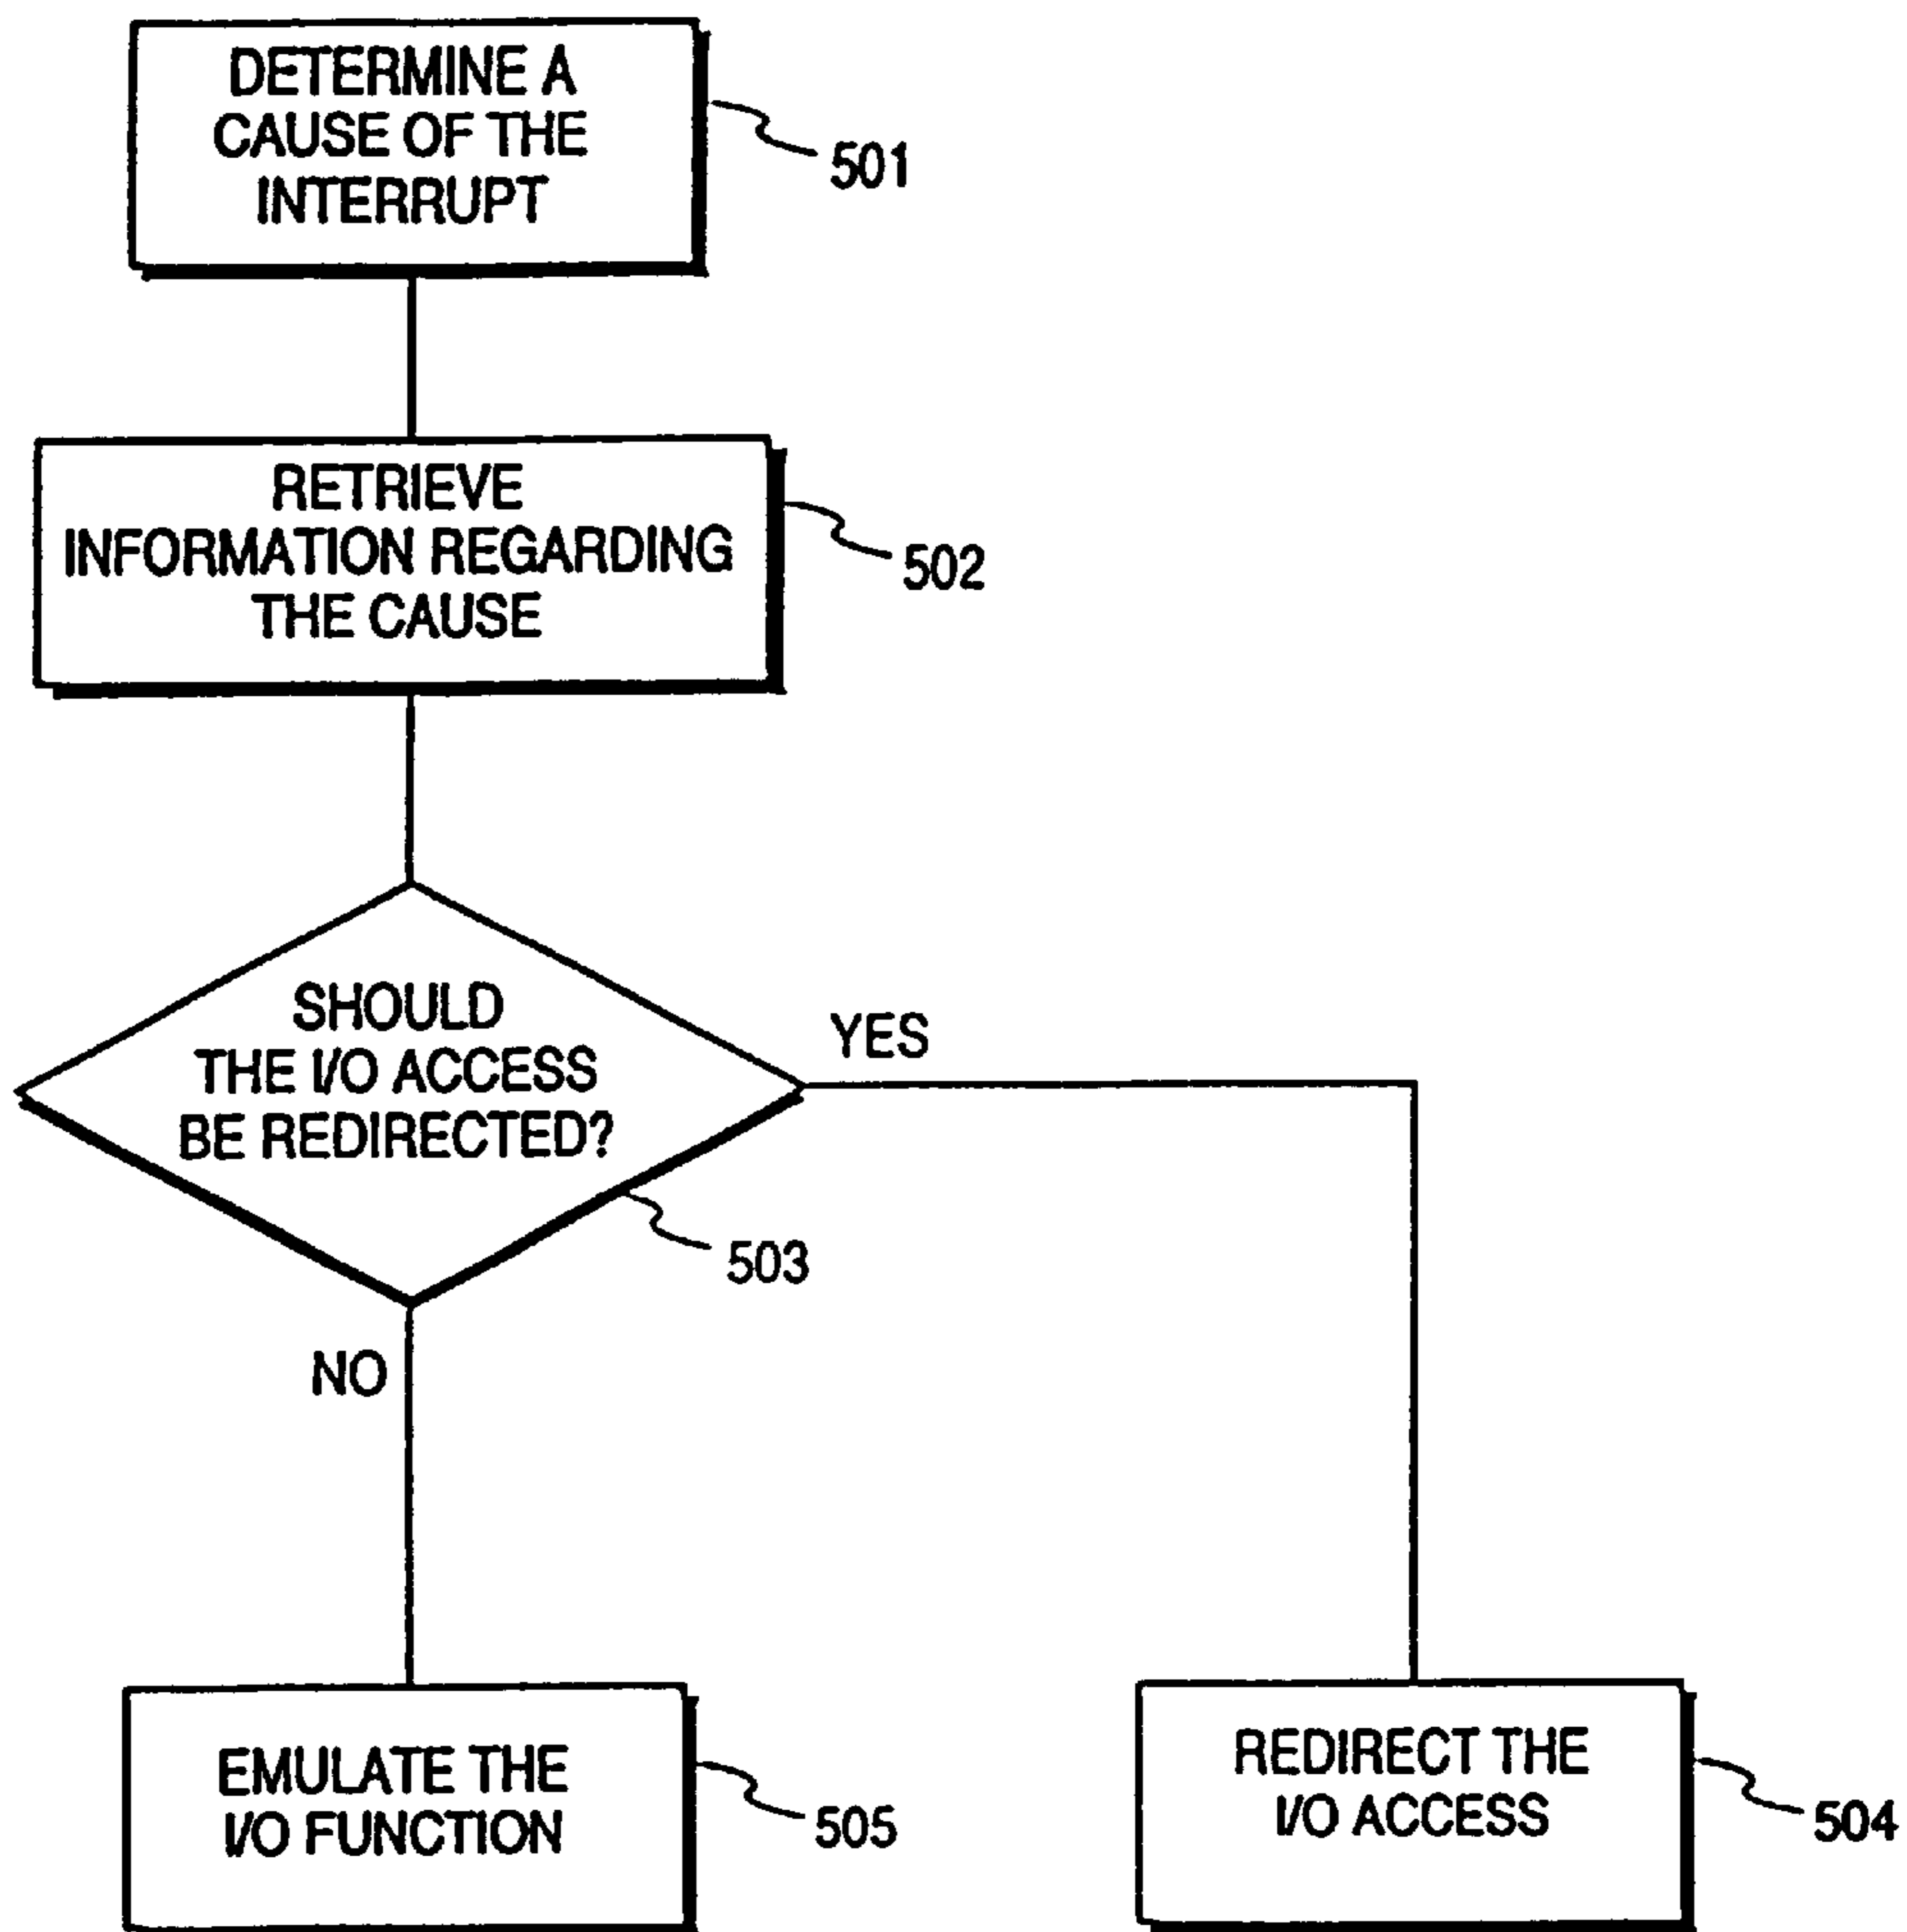 DETERMINE A
CAUSE OF THE
INTERRUPT
501
RETRIEVE
INFORMATION REGARDING
THE CAUSE
502
SHOULD
THE I/O ACCESS
BE REDIRECTED?
YES
503
NO
EMULATE THE
I/O FUNCTION
505
REDIRECT THE
I/O ACCESS
504